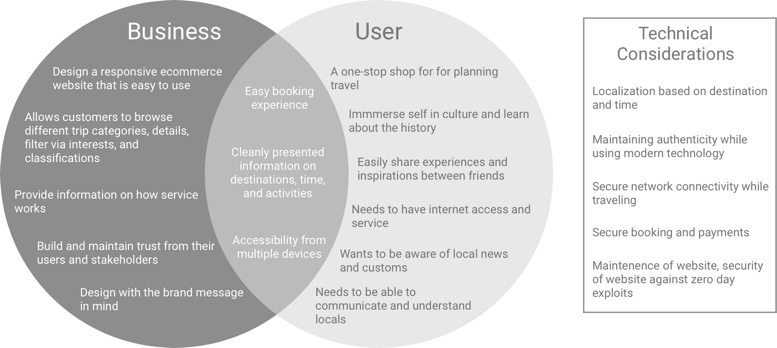 Business
Design a responsive ecommerce
website that is easy to use
Allows customers to browse
different trip categories, details,
filter via interests, and
classifications
Provide information on how service
works
Build and maintain trust from their
users and stakeholders
Design with the brand message
in mind
Easy booking
experience
Cleanly presented
information on
destinations, time,
and activities
Accessibility from
multiple devices
User
A one-stop shop for for planning
travel
Immmerse self in culture and learn
about the history
Easily share experiences and
inspirations between friends
Needs to have internet access and
service
Wants to be aware of local news
and customs
Needs to be able to
communicate and understand
locals
Technical
Considerations
Localization based on destination
and time
Maintaining authenticity while
using modern technology
Secure network connectivity while
traveling
Secure booking and payments
Maintenence of website, security
of website against zero day
exploits